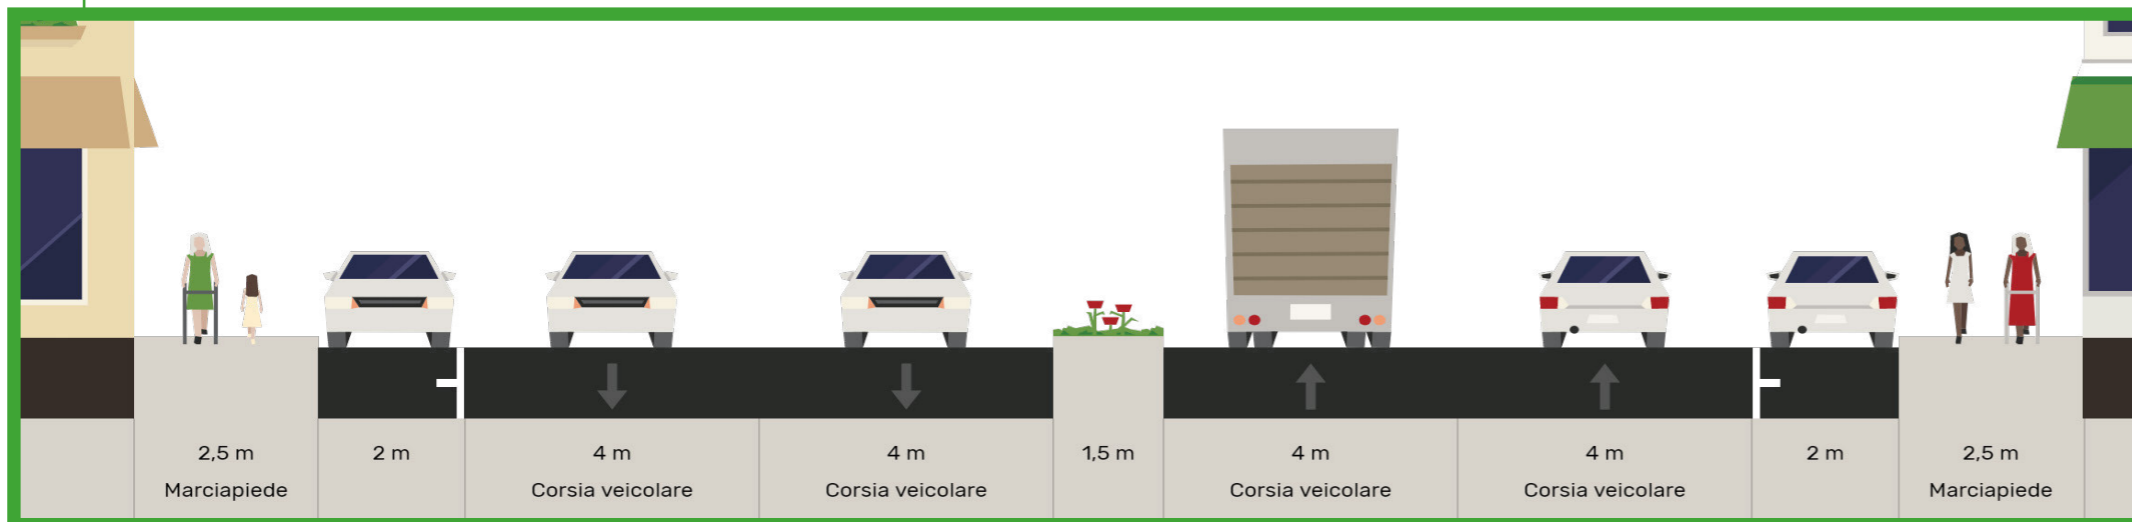 2,5 m
Marciapiede
2 m
4 m
Corsia veicolare
4 m
Corsia veicolare
1,5 m
4 m
Corsia veicolare
4 m
Corsia veicolare
2 m
2,5 m
Marciapiede